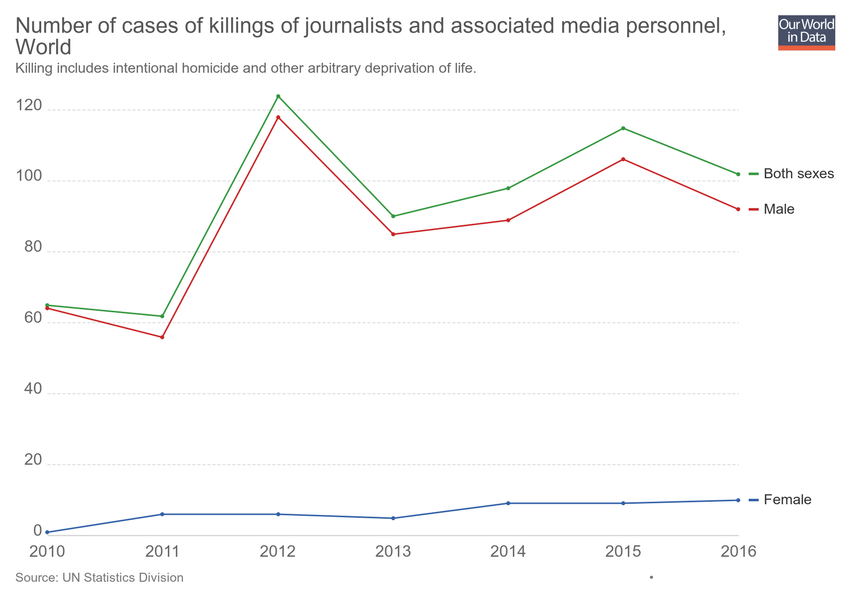 Number of cases of killings of journalists and associated media personnel,
World
Our World
in Data
Killing includes intentional homicide and other arbitrary deprivation of life.
120
100
Both sexes
Male
80
60
40
20
Female
0
2010 2011 2012 2013 2014 2015 2016
Source: UN Statistics Division